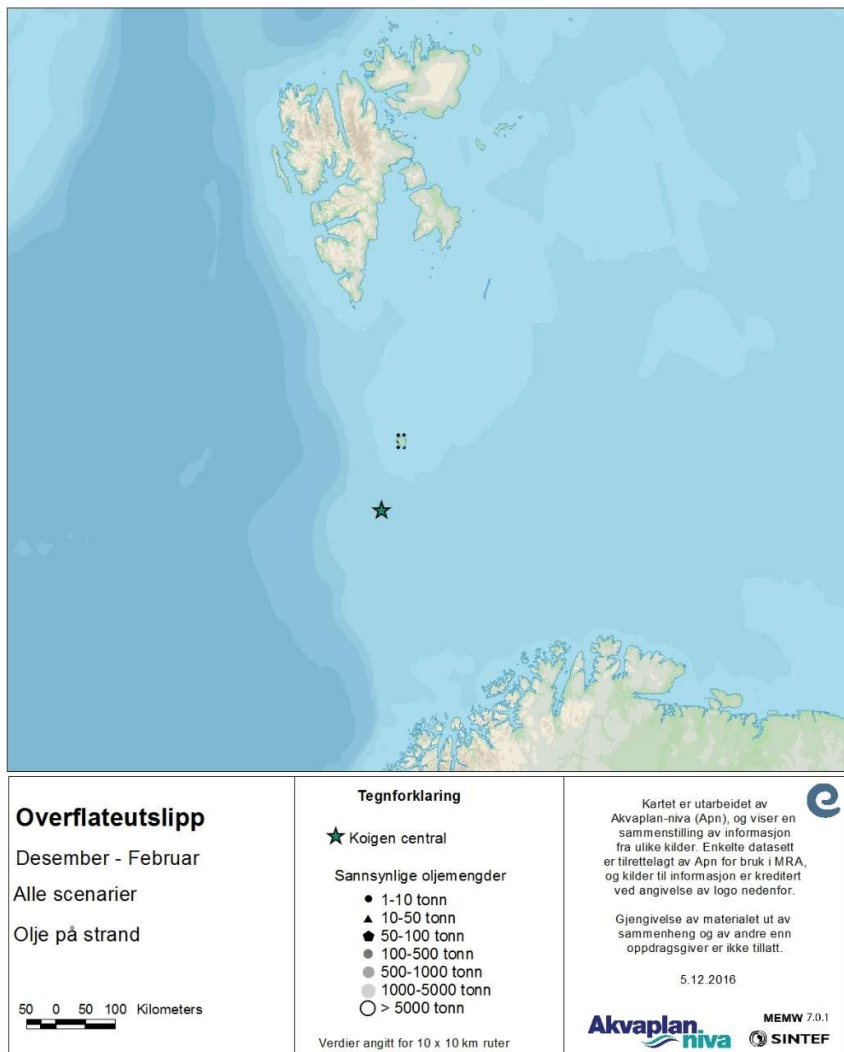 Overflateutslipp
Desember - Februar
Alle scenarier
Olje på strand
50 0 50 100 Kilometers
Tegnforklaring
Koigen central
Sannsynlige oljemengder
1-10 tonn
10-50 tonn
50-100 tonn
100-500 tonn
500-1000 tonn
1000-5000 tonn
> 5000 tonn
Verdier angitt for 10 x 10 km ruter
Kartet er utarbeidet av
Akvaplan-niva (Apn), og viser en
sammenstilling av informasjon
fra ulike kilder. Enkelte datasett
er tilrettelagt av Apn for bruk i MRA,
og kilder til informasjon er kreditert
ved angivelse av logo nedenfor.
Gjengivelse av materialet ut av
sammenheng og av andre enn
oppdragsgiver er ikke tillatt.
5.12.2016
Akvaplan niva
MEMW 7.0.1
SINTEF